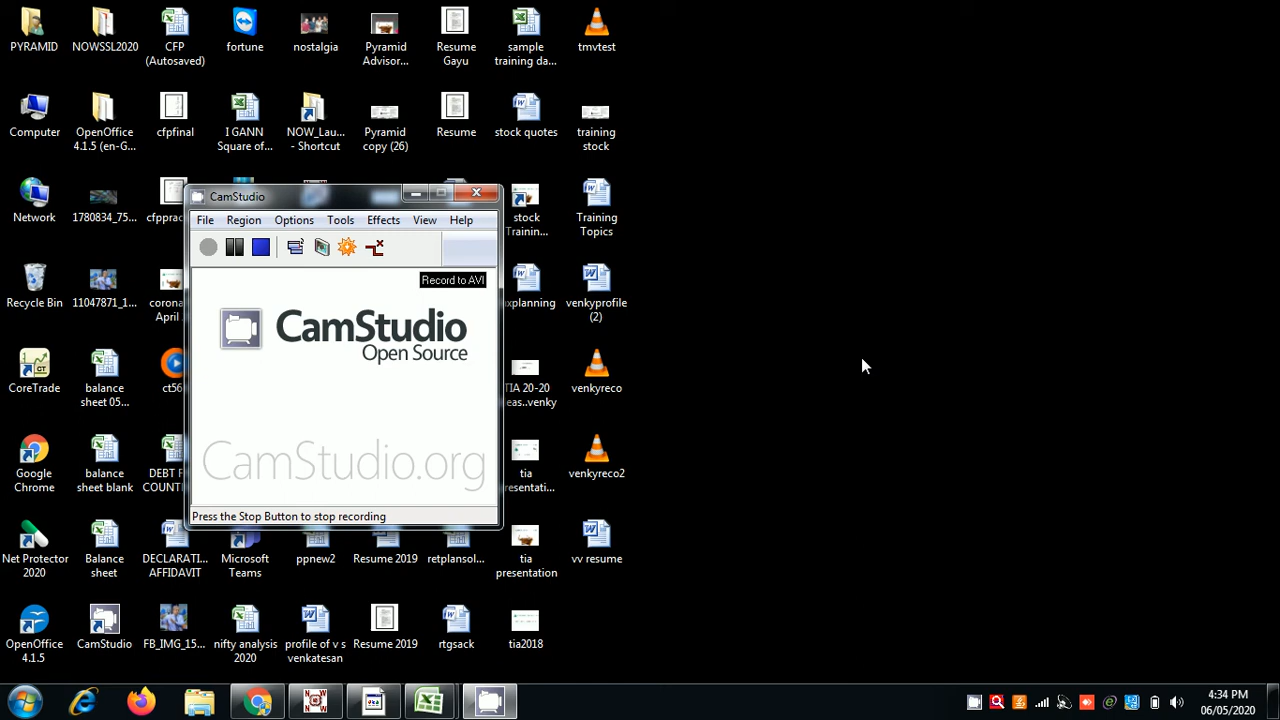 PYRAMID
NOWSSL2020
CFP
(Autosaved)
fortune
nostalgia
Pyramid
Advisor...
Resume
Gayu
sample
training da...
tmvtest
Computer
OpenOffice
4.1.5 (en-G...
cfpfinal
I GANN
Square of...
NOW_Lau...
- Shortcut
Pyramid
copy (26)
Resume
stock quotes
training
stock
Network
1780834_75...
cfpprac
stock
Trainin...
Training
Topics
CamStudio
File Region Options Tools Effects View Help
Record to AVI
CamStudio
Open Source
CamStudio.org
Press the Stop Button to stop recording
Recycle Bin
11047871_1...
corona
April
xplanning
venkyprofile
(2)
CoreTrade
balance
sheet 05...
ct56
TIA 20-20
eas..venky
venkyreco
Google
Chrome
balance
sheet blank
DEBT F
COUNTI
tia
presentati...
venkyreco2
Net Protector
2020
Balance
sheet
DECLARATI...
AFFIDAVIT
Microsoft
Teams
ppnew2
Resume 2019
retplansol...
tia
presentation
vv resume
OpenOffice
4.1.5
CamStudio
FB_IMG_15...
nifty analysis
2020
profile of v s
venkatesan
Resume 2019
rtgsack
tia2018
4:34 PM
06/05/2020